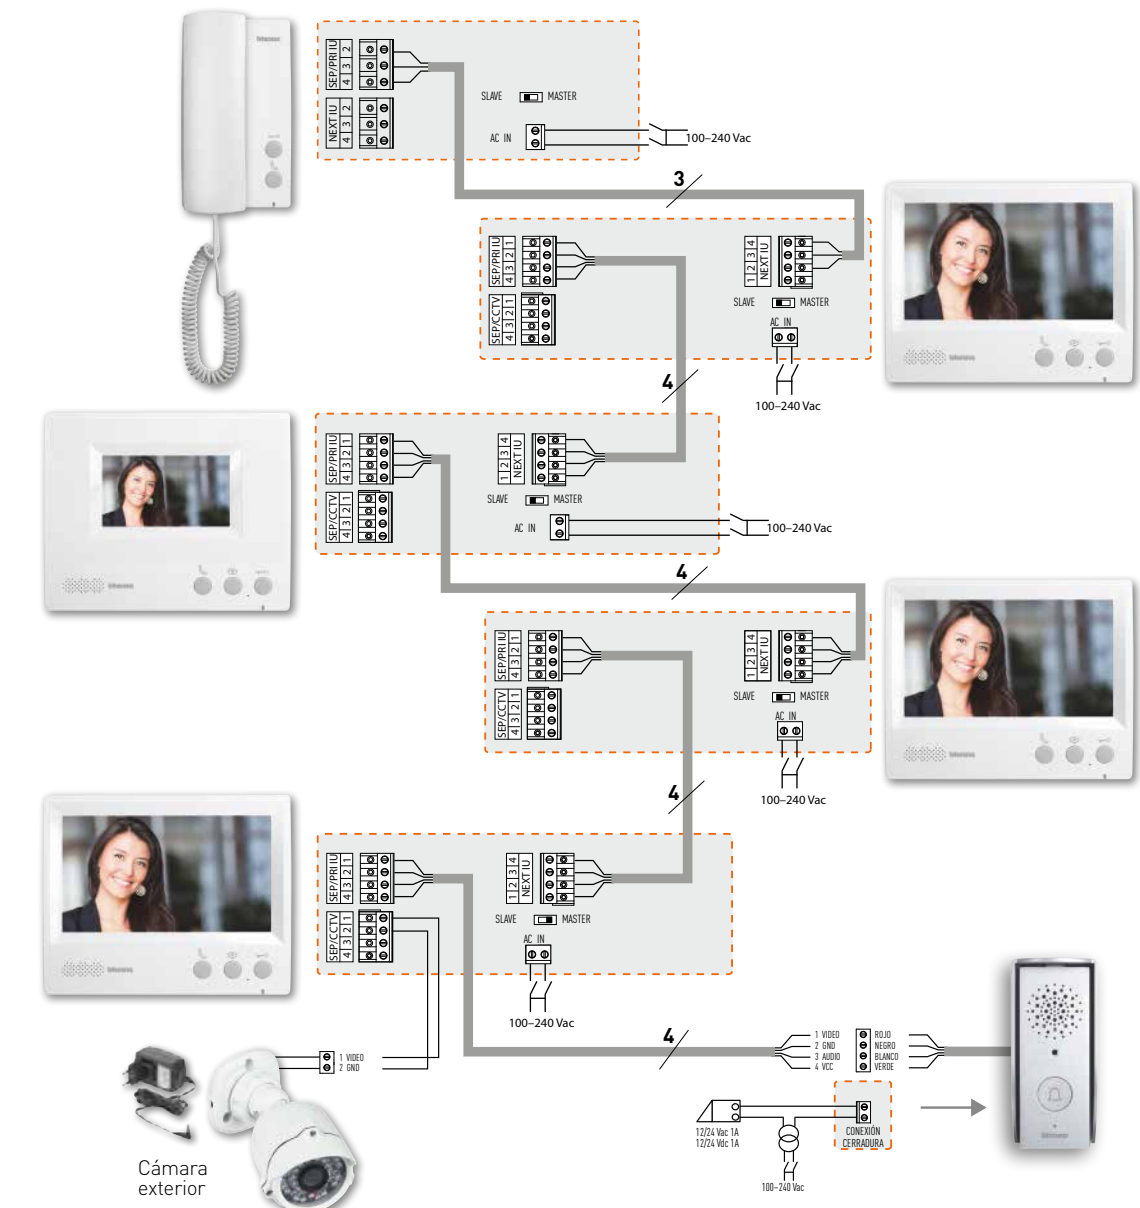 SEP/PRI IU
4 3 2
NEXT IU
4 3 2
SLAVE MASTER
AC IN
100–240 Vac
3
SEP/PRI IU
4 3 2 1
SEP/CCTV
4 3 2 1
1 2 3 4
NEXT IU
SLAVE MASTER
AC IN
100–240 Vac
4
SEP/PRI IU
4 3 2 1
SEP/CCTV
4 3 2 1
1 2 3 4
NEXT IU
SLAVE MASTER
AC IN
100–240 Vac
4
SEP/PRI IU
4 3 2 1
SEP/CCTV
4 3 2 1
1 2 3 4
NEXT IU
SLAVE MASTER
AC IN
100–240 Vac
4
SEP/PRI IU
4 3 2 1
SEP/CCTV
4 3 2 1
1 2 3 4
NEXT IU
SLAVE MASTER
AC IN
100–240 Vac
4
1 VIDEO
2 GND
3 AUDIO
4 VCC
ROJO
NEGRO
BLANCO
VERDE
1 VIDEO
2 GND
12/24 Vac 1A
12/24 Vdc 1A
CONEXIÓN
CERRADURA
100–240 Vac
Cámara
exterior